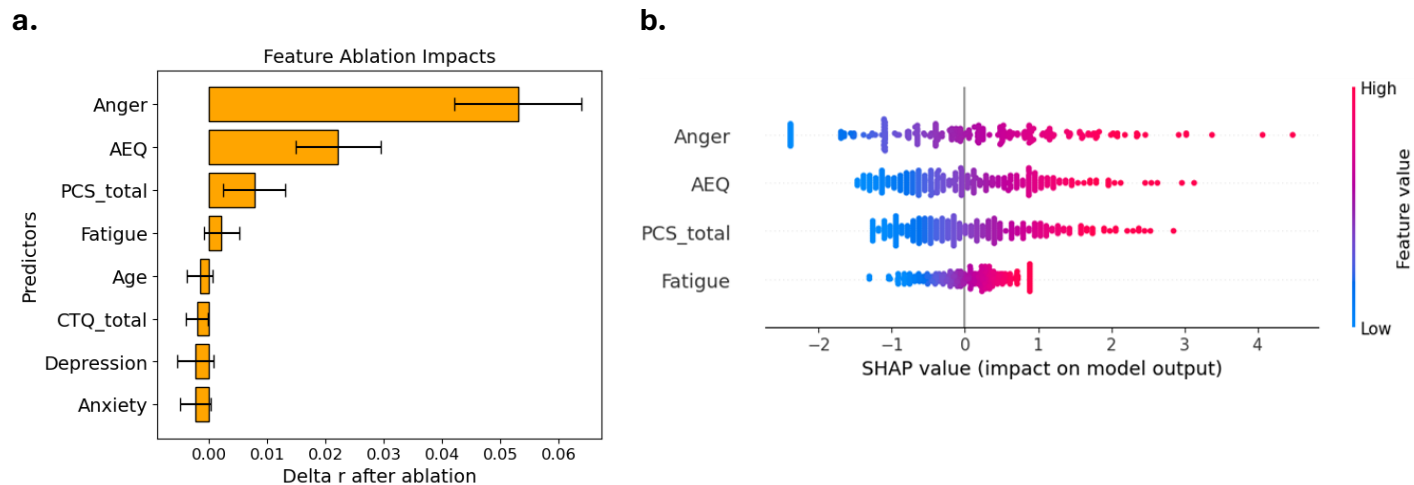 a.
Feature Ablation Impacts
Predictors
Anger
AEQ
PCS_total
Fatigue
Age
CTQ_total
Depression
Anxiety
0.00 0.01 0.02 0.03 0.04 0.05 0.06
Delta r after ablation
b.
Anger
AEQ
PCS_total
Fatigue
−2 −1 0 1 2 3 4
SHAP value (impact on model output)
High
Feature value
Low